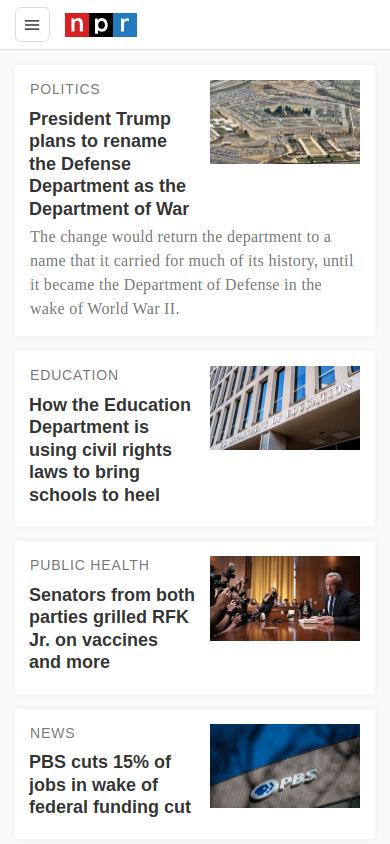 npr
POLITICS
President Trump
plans to rename
the Defense
Department as the
Department of War
The change would return the department to a
name that it carried for much of its history, until
it became the Department of Defense in the
wake of World War II.
EDUCATION
How the Education
Department is
using civil rights
laws to bring
schools to heel
OF EDUCATION
PUBLIC HEALTH
Senators from both
parties grilled RFK
Jr. on vaccines
and more
NEWS
PBS cuts 15% of
jobs in wake of
federal funding cut
PBS